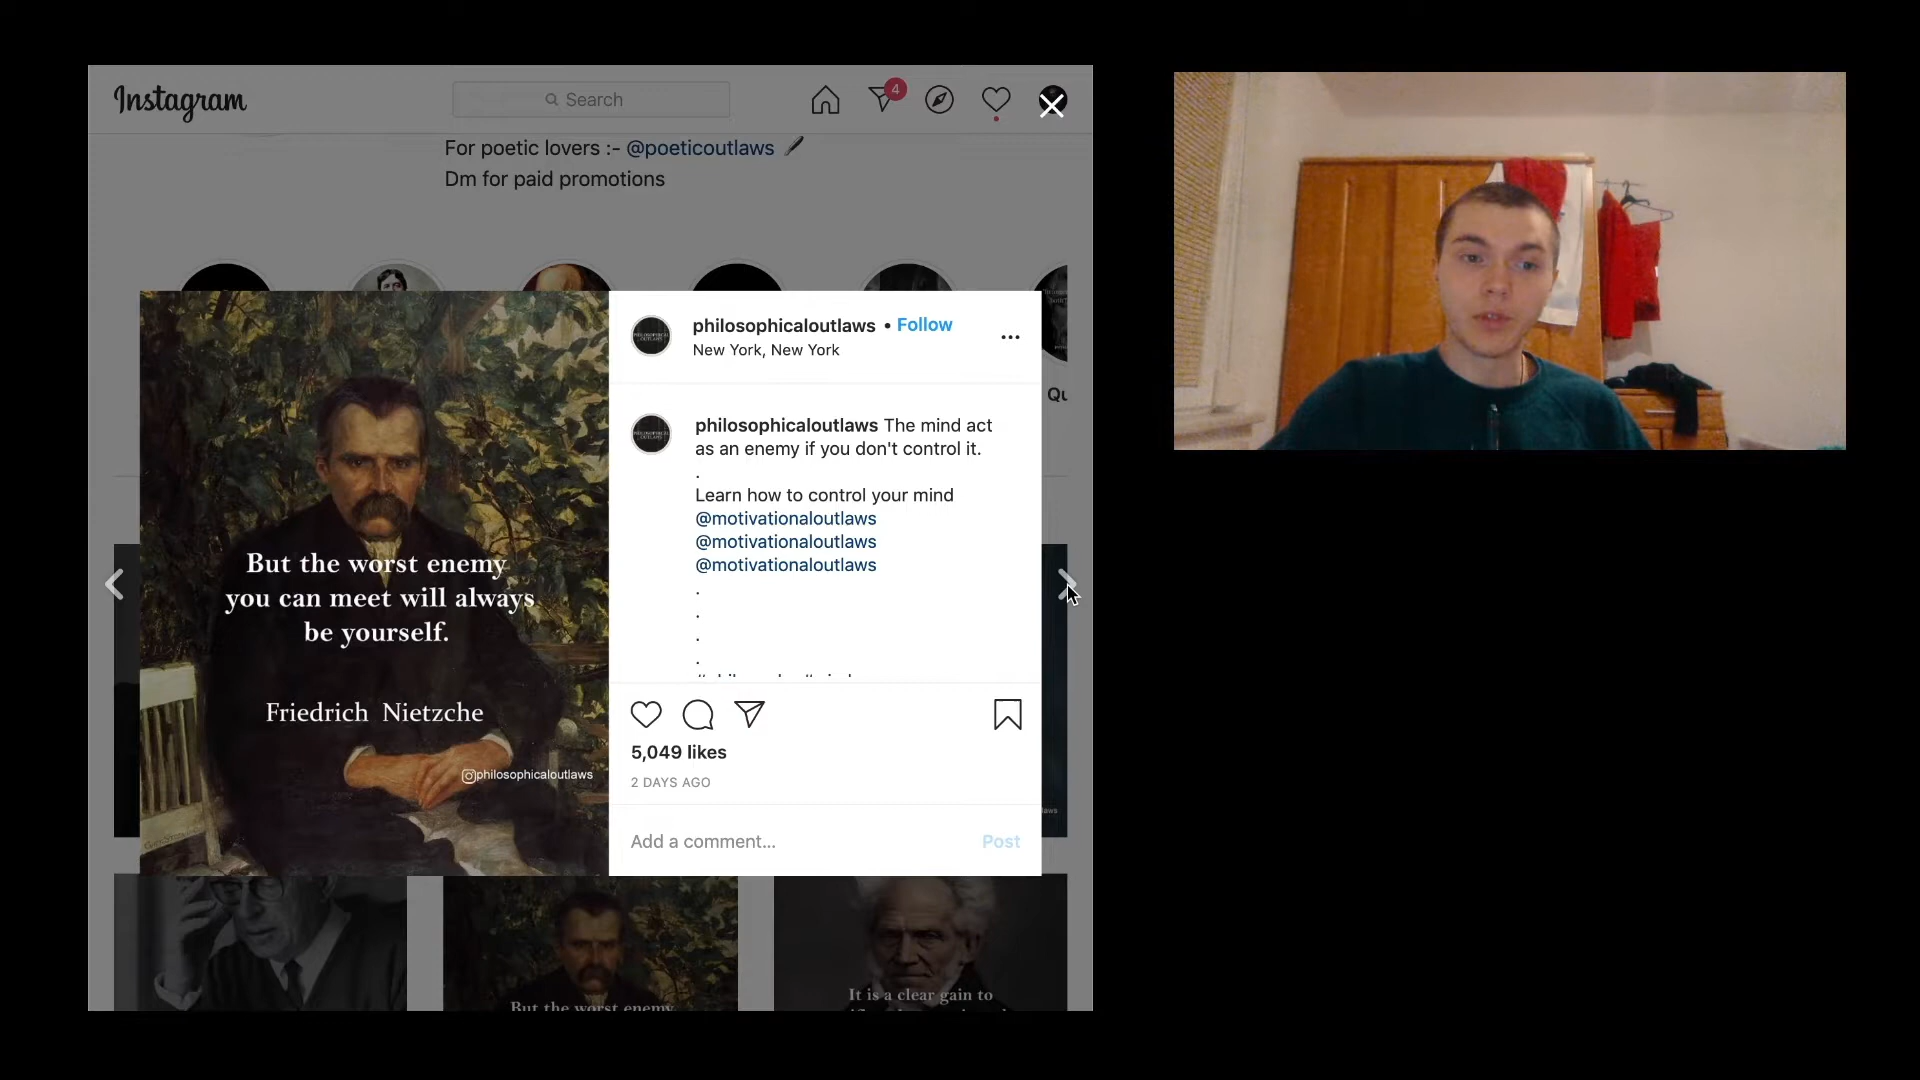 Instagram
Search
4
For poetic lovers :- @poeticoutlaws
Dm for paid promotions
philosophicaloutlaws • Follow
New York, New York
philosophicaloutlaws The mind act
as an enemy if you don't control it.
.
Learn how to control your mind
@motivationaloutlaws
@motivationaloutlaws
@motivationaloutlaws
.
.
.
.
But the worst enemy
you can meet will always
be yourself.
Friedrich Nietzche
philosophicaloutlaws
5,049 likes
2 DAYS AGO
Add a comment...
Post
But the worst enemy
It is a clear gain to